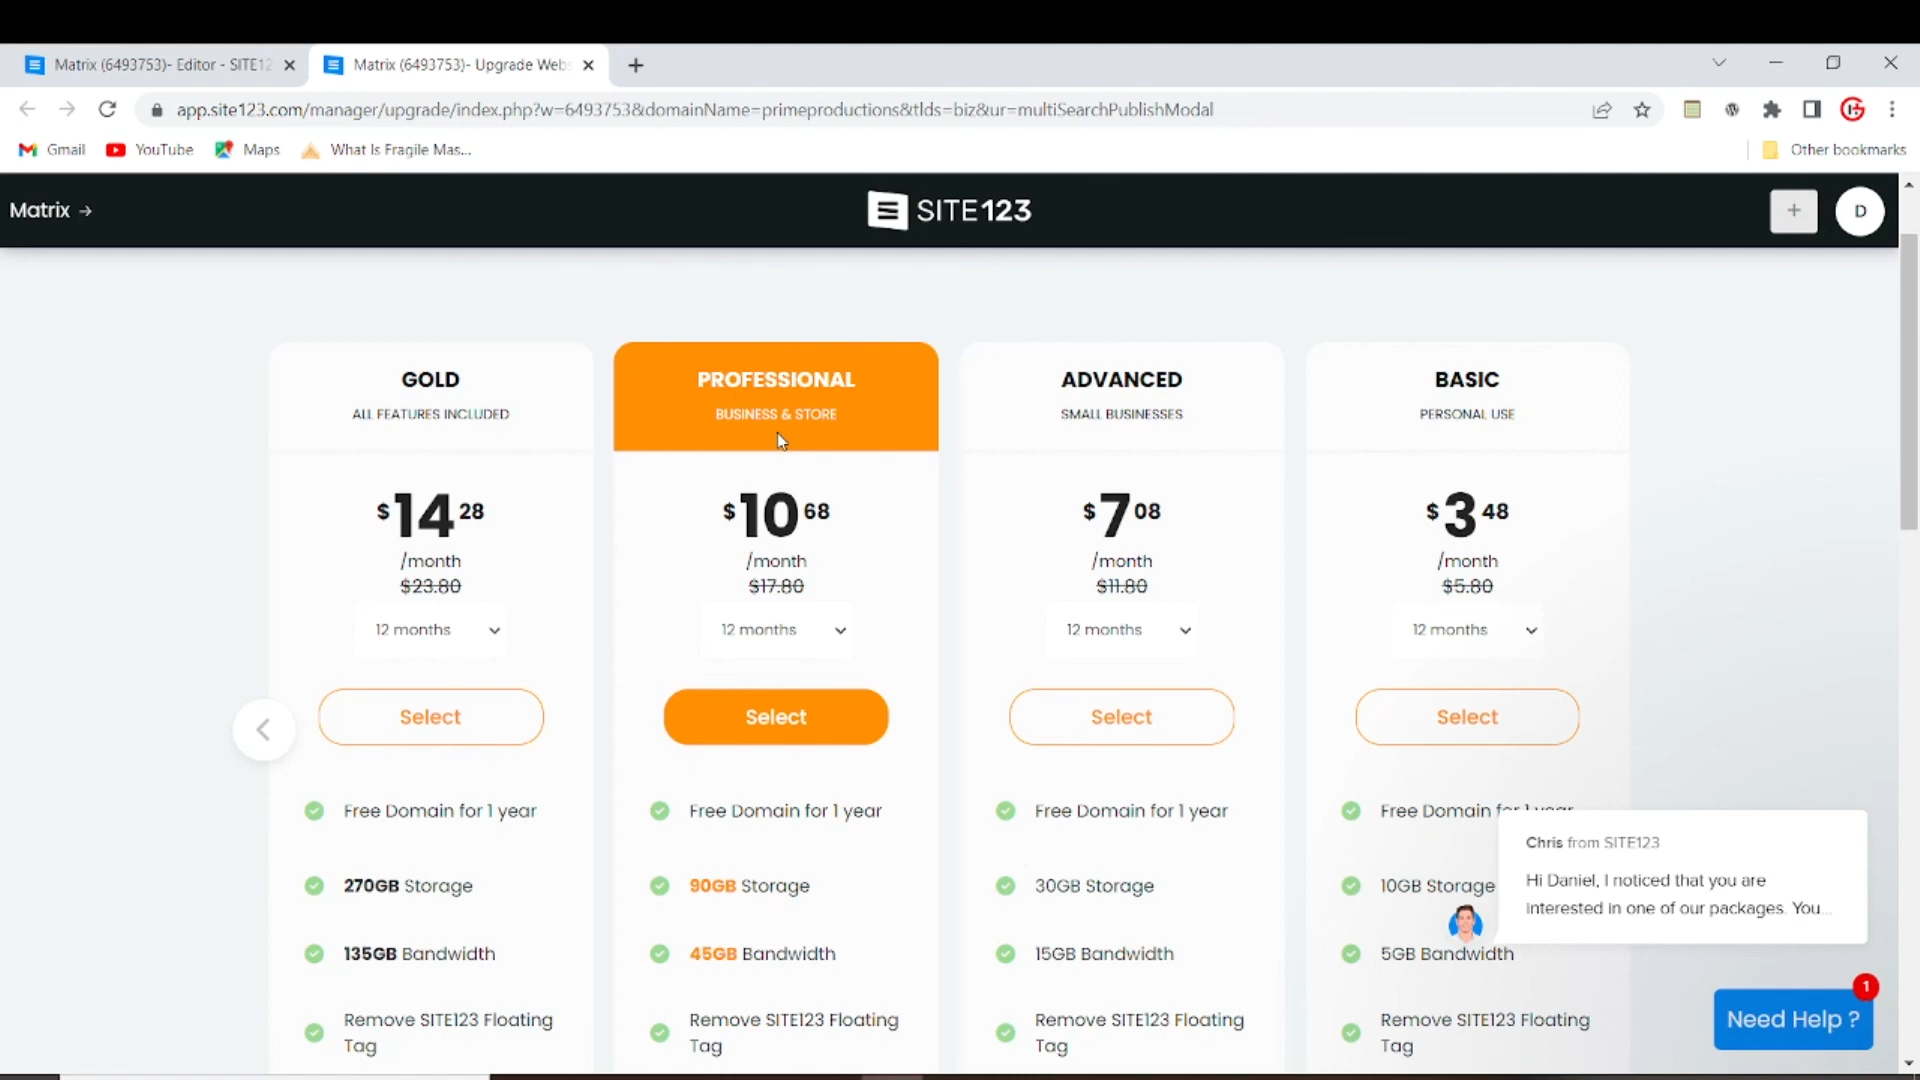 Matrix (6493753)- Editor - SITE12
Matrix (6493753)- Upgrade Web
app.site123.com/manager/upgrade/index.php?w=6493753&domainName=primeproductions&tlds=biz&ur=multiSearchPublishModal
Gmail
YouTube
Maps
What Is Fragile Mas...
Other bookmarks
Matrix →
SITE123
+
D
GOLD
ALL FEATURES INCLUDED
$14 28
/month
$23.80
12 months
Select
Free Domain for 1 year
270GB Storage
135GB Bandwidth
Remove SITE123 Floating
Tag
PROFESSIONAL
BUSINESS & STORE
$10 68
/month
$17.80
12 months
Select
Free Domain for 1 year
90GB Storage
45GB Bandwidth
Remove SITE123 Floating
Tag
ADVANCED
SMALL BUSINESSES
$7 08
/month
$11.80
12 months
Select
Free Domain for 1 year
30GB Storage
15GB Bandwidth
Remove SITE123 Floating
Tag
BASIC
PERSONAL USE
$3 48
/month
$5.80
12 months
Select
Free Domain for 1 year
10GB Storage
5GB Bandwidth
Remove SITE123 Floating
Tag
Chris from SITE123
Hi Daniel, I noticed that you are
interested in one of our packages. You...
1
Need Help ?